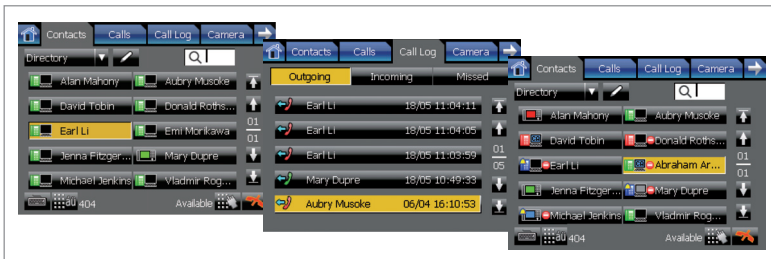 Contacts Calls Call Log Camera
Directory
Alan Mahony Aubry Musoke
David Tobin Donald Roths...
Earl Li Emi Morikawa
01
01
Jenna Fitzger... Mary Dupre
Michael Jenkins Vladmir Rog...
404 Available
Contacts Calls Call Log Camera
Outgoing Incoming Missed
Earl Li 18/05 11:04:11
Earl Li 18/05 11:04:05
Earl Li 18/05 11:03:59
01
05
Mary Dupre 18/05 10:49:33
Aubry Musoke 06/04 16:10:53
Contacts Calls Call Log Camera
Directory
Alan Mahony Aubry Musoke
David Tobin Donald Roths...
Earl Li Abraham Ar...
01
01
Jenna Fitzger... Mary Dupre
Michael Jenkins Vladmir Rog...
404 Available